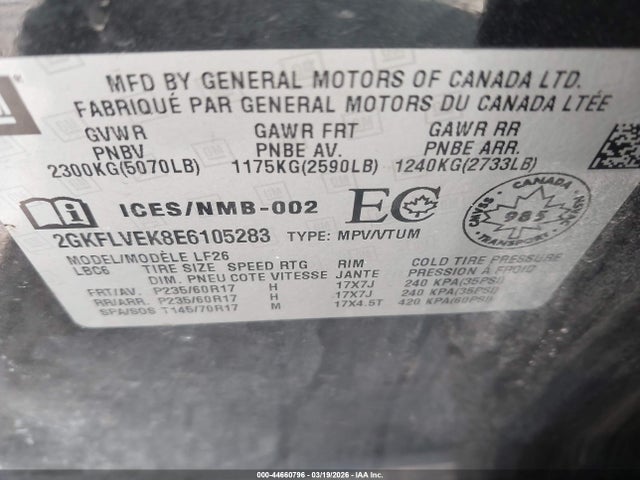 MFD BY GENERAL MOTORS OF CANADA LTD.
FABRIQUÉ PAR GENERAL MOTORS DU CANADA LTÉE
GVWR GAWR FRT GAWR RR
PNBV PNBE AV. PNBE ARR.
2300KG(5070LB) 1175KG(2590LB) 1240KG(2733LB)
ICES/NMB-002 EC
CANADA 985
2GKFLVEK8E6105283 TYPE: MPV/VTUM
MODEL/MODÈLE LF26
LBC6 TIRE SIZE SPEED RTG RIM COLD TIRE PRESSURE
DIM. PNEU COTE VITESSE JANTE PRESSION À FROID
FRT/AV. P235/60R17 H 17X7J 240 KPA(35PSI)
RR/ARR. P235/60R17 H 17X7J 240 KPA(35PSI)
SPA/SOS T145/70R17 M 17X4.5T 420 KPA(60PSI)
000-44660796 - 03/19/2026 - IAA Inc.